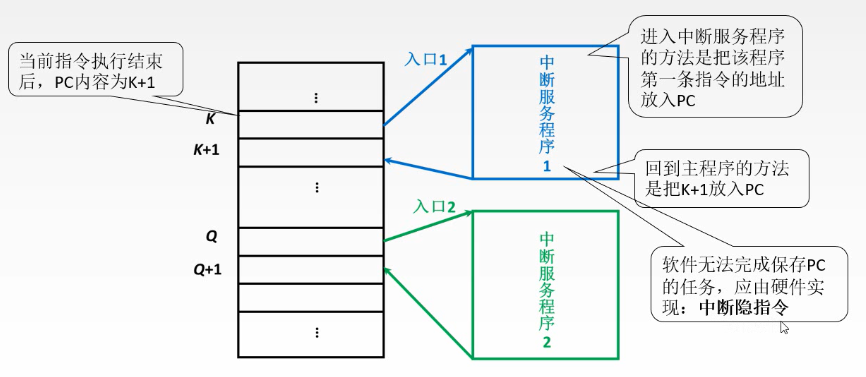 当前指令执行结束
后，PC内容为K+1
K
K+1
Q
Q+1
⋮
⋮
⋮
入口1
入口2
中断服务程序1
中断服务程序2
进入中断服务程序
的方法是把该程序
第一条指令的地址
放入PC
回到主程序的方法
是把K+1放入PC
软件无法完成保存PC
的任务，应由硬件实
现：中断隐指令